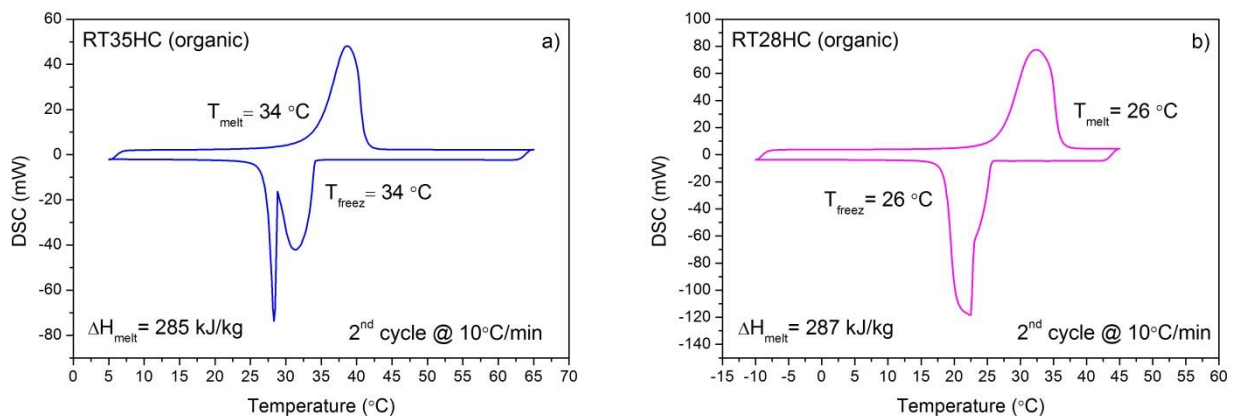 RT35HC (organic)
a)
T_melt = 34 °C
T_freez = 34 °C
ΔH_melt = 285 kJ/kg
2nd cycle @ 10°C/min
DSC (mW)
60
40
20
0
-20
-40
-60
-80
0 5 10 15 20 25 30 35 40 45 50 55 60 65 70
Temperature (°C)
RT28HC (organic)
b)
T_melt = 26 °C
T_freez = 26 °C
ΔH_melt = 287 kJ/kg
2nd cycle @ 10°C/min
DSC (mW)
100
80
60
40
20
0
-20
-40
-60
-80
-100
-120
-140
-15 -10 -5 0 5 10 15 20 25 30 35 40 45 50 55 60
Temperature (°C)